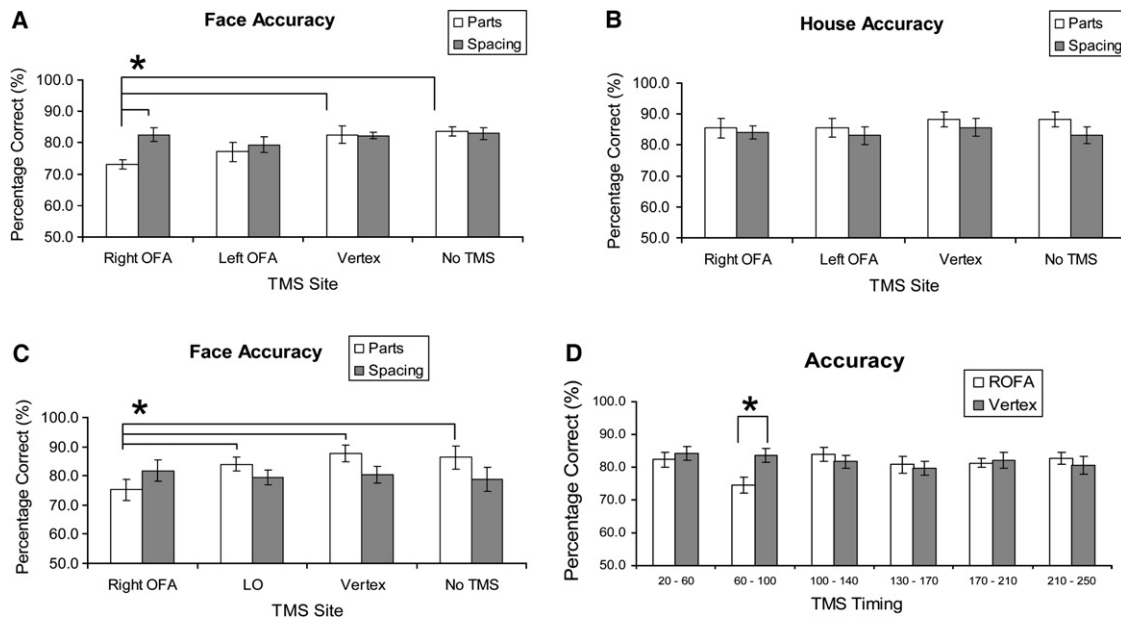 A
Face Accuracy
Parts
Spacing
*
Percentage Correct (%)
100.0
90.0
80.0
70.0
60.0
50.0
Right OFA Left OFA Vertex No TMS
TMS Site
B
House Accuracy
Parts
Spacing
Percentage Correct (%)
100.0
90.0
80.0
70.0
60.0
50.0
Right OFA Left OFA Vertex No TMS
TMS Site
C
Face Accuracy
Parts
Spacing
*
Percentage Correct (%)
100.0
90.0
80.0
70.0
60.0
50.0
Right OFA LO Vertex No TMS
TMS Site
D
Accuracy
ROFA
Vertex
*
Percentage Correct (%)
100.0
90.0
80.0
70.0
60.0
50.0
20 - 60 60 - 100 100 - 140 130 - 170 170 - 210 210 - 250
TMS Timing